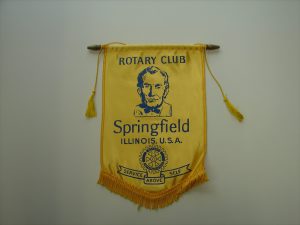 ROTARY CLUB
Springfield
ILLINOIS, U.S.A.
SERVICE ABOVE SELF